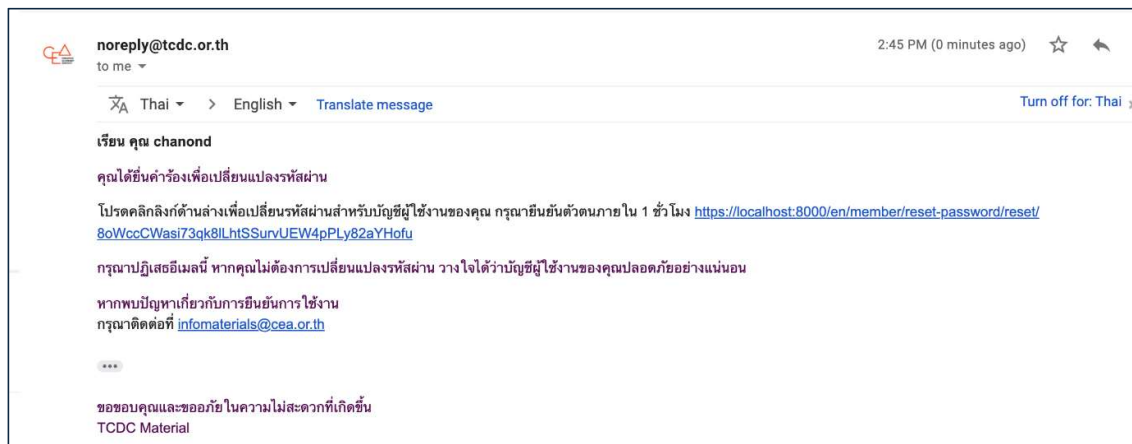 noreply@tcdc.or.th
2:45 PM (0 minutes ago)
to me
Thai > English Translate message
Turn off for: Thai
เรียน คุณ chanond
คุณได้ยื่นคำร้องเพื่อเปลี่ยนแปลงรหัสผ่าน
โปรดคลิกลิงก์ด้านล่างเพื่อเปลี่ยนรหัสผ่านสำหรับบัญชีผู้ใช้งานของคุณ กรุณายืนยันตัวตนภายใน 1 ชั่วโมง https://localhost:8000/en/member/reset-password/reset/
8oWccCWasi73qk8lLhtSSurvUEW4pPLy82aYHofu
กรุณาปฏิเสธอีเมลนี้ หากคุณไม่ต้องการเปลี่ยนแปลงรหัสผ่าน วางใจได้ว่าบัญชีผู้ใช้งานของคุณปลอดภัยอย่างแน่นอน
หากพบปัญหาเกี่ยวกับการยืนยันการใช้งาน
กรุณาติดต่อที่ infomaterials@cea.or.th
ขอขอบคุณและขออภัยในความไม่สะดวกที่เกิดขึ้น
TCDC Material